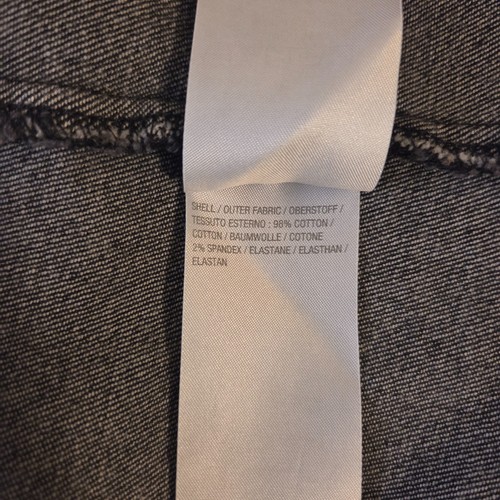 SHELL / OUTER FABRIC / OBERSTOFF /
TESSUTO ESTERNO : 98% COTTON /
COTTON / BAUMWOLLE / COTONE
2% SPANDEX / ELASTANE / ELASTHAN /
ELASTAN